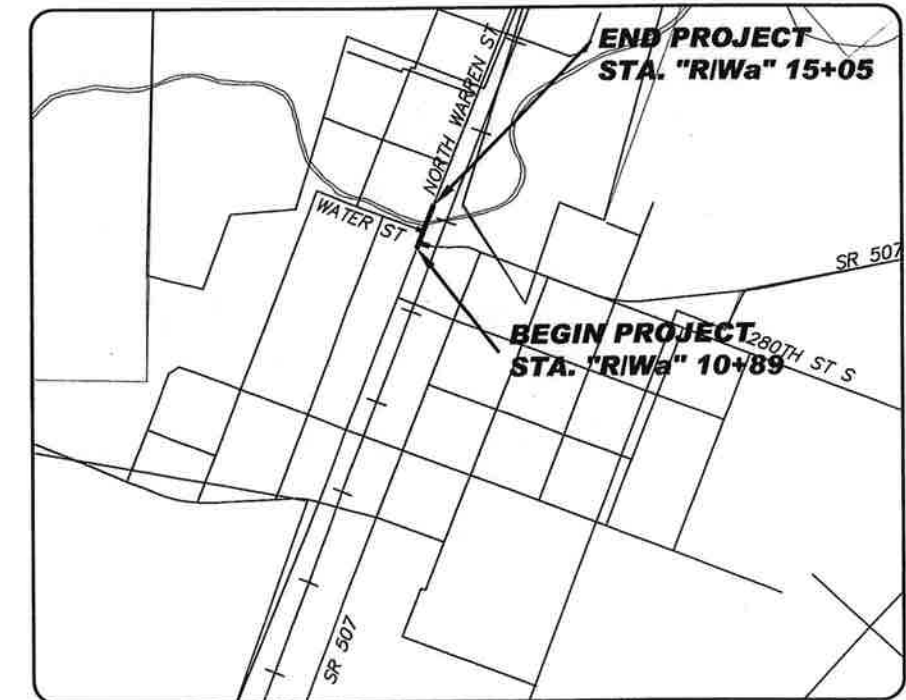 END PROJECT
STA. "R/Wa" 15+05
NORTH WARREN ST
WATER ST
SR 507
BEGIN PROJECT
STA. "R/Wa" 10+89
280TH ST S
SR 507